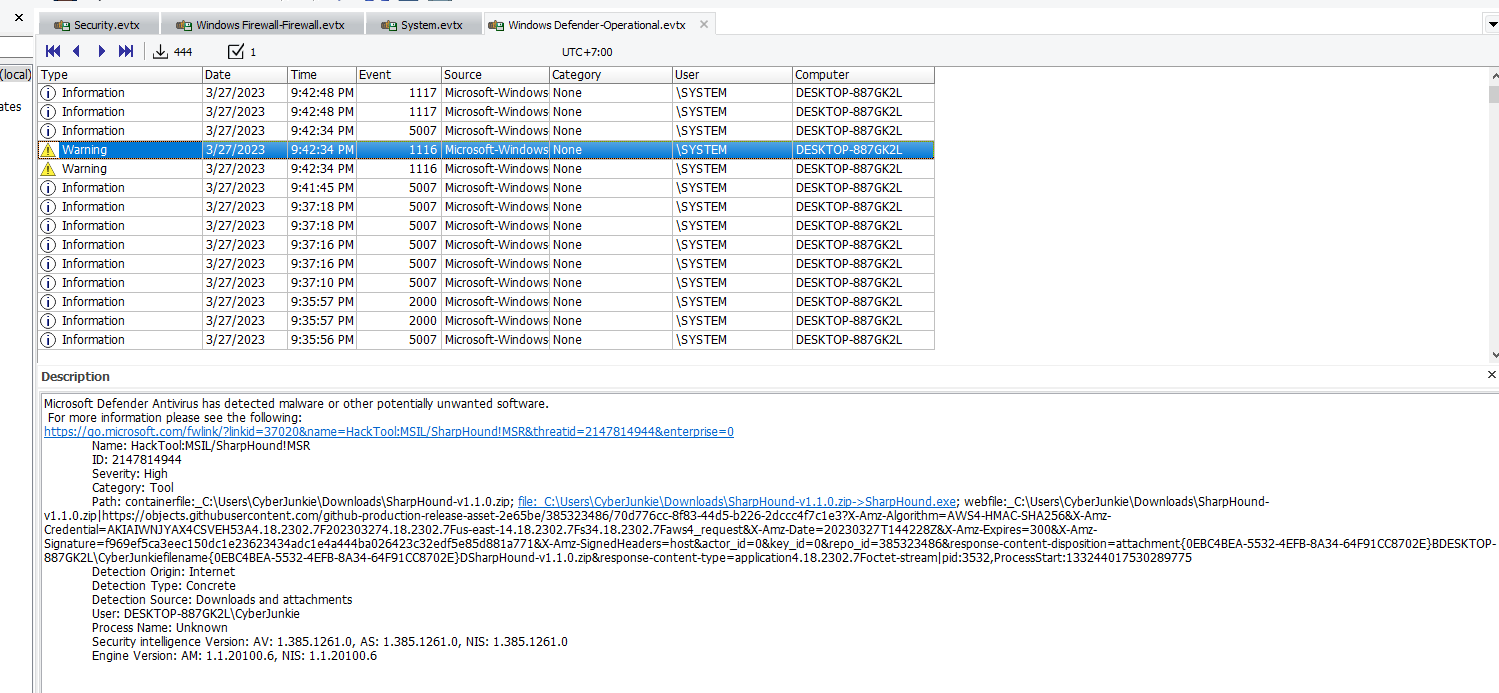 Security.evtx Windows Firewall-Firewall.evtx System.evtx Windows Defender-Operational.evtx
444 1 UTC+7:00
(local)
ates
Type Date Time Event Source Category User Computer
Information 3/27/2023 9:42:48 PM 1117 Microsoft-Windows None \SYSTEM DESKTOP-887GK2L
Information 3/27/2023 9:42:48 PM 1117 Microsoft-Windows None \SYSTEM DESKTOP-887GK2L
Information 3/27/2023 9:42:34 PM 5007 Microsoft-Windows None \SYSTEM DESKTOP-887GK2L
Warning 3/27/2023 9:42:34 PM 1116 Microsoft-Windows None \SYSTEM DESKTOP-887GK2L
Warning 3/27/2023 9:42:34 PM 1116 Microsoft-Windows None \SYSTEM DESKTOP-887GK2L
Information 3/27/2023 9:41:45 PM 5007 Microsoft-Windows None \SYSTEM DESKTOP-887GK2L
Information 3/27/2023 9:37:18 PM 5007 Microsoft-Windows None \SYSTEM DESKTOP-887GK2L
Information 3/27/2023 9:37:18 PM 5007 Microsoft-Windows None \SYSTEM DESKTOP-887GK2L
Information 3/27/2023 9:37:16 PM 5007 Microsoft-Windows None \SYSTEM DESKTOP-887GK2L
Information 3/27/2023 9:37:16 PM 5007 Microsoft-Windows None \SYSTEM DESKTOP-887GK2L
Information 3/27/2023 9:37:10 PM 5007 Microsoft-Windows None \SYSTEM DESKTOP-887GK2L
Information 3/27/2023 9:35:57 PM 2000 Microsoft-Windows None \SYSTEM DESKTOP-887GK2L
Information 3/27/2023 9:35:57 PM 2000 Microsoft-Windows None \SYSTEM DESKTOP-887GK2L
Information 3/27/2023 9:35:56 PM 5007 Microsoft-Windows None \SYSTEM DESKTOP-887GK2L
Description
Microsoft Defender Antivirus has detected malware or other potentially unwanted software.
For more information please see the following:
https://go.microsoft.com/fwlink/?linkid=37020&name=HackTool:MSIL/SharpHound!MSR&threatid=2147814944&enterprise=0
Name: HackTool:MSIL/SharpHound!MSR
ID: 2147814944
Severity: High
Category: Tool
Path: containerfile:_C:\Users\CyberJunkie\Downloads\SharpHound-v1.1.0.zip; file:_C:\Users\CyberJunkie\Downloads\SharpHound-v1.1.0.zip->SharpHound.exe; webfile:_C:\Users\CyberJunkie\Downloads\SharpHound-
v1.1.0.zip|https://objects.githubusercontent.com/github-production-release-asset-2e65be/385323486/70d776cc-8f83-44d5-b226-2dccc4f7c1e3?X-Amz-Algorithm=AWS4-HMAC-SHA256&X-Amz-
Credential=AKIAIWNJYAX4CSVEH53A4.18.2302.7F202303274.18.2302.7Fus-east-14.18.2302.7Fs34.18.2302.7Faws4_request&X-Amz-Date=20230327T144228Z&X-Amz-Expires=300&X-Amz-
Signature=f969ef5ca3eec150dc1e23623434adc1e4a444ba026423c32edf5e85d881a771&X-Amz-SignedHeaders=host&actor_id=0&key_id=0&repo_id=385323486&response-content-disposition=attachment{0EBC4BEA-5532-4EFB-8A34-64F91CC8702E}BDESKTOP-
887GK2L\CyberJunkiefilename{0EBC4BEA-5532-4EFB-8A34-64F91CC8702E}DSharpHound-v1.1.0.zip&response-content-type=application4.18.2302.7Foctet-stream|pid:3532,ProcessStart:133244017530289775
Detection Origin: Internet
Detection Type: Concrete
Detection Source: Downloads and attachments
User: DESKTOP-887GK2L\CyberJunkie
Process Name: Unknown
Security intelligence Version: AV: 1.385.1261.0, AS: 1.385.1261.0, NIS: 1.385.1261.0
Engine Version: AM: 1.1.20100.6, NIS: 1.1.20100.6